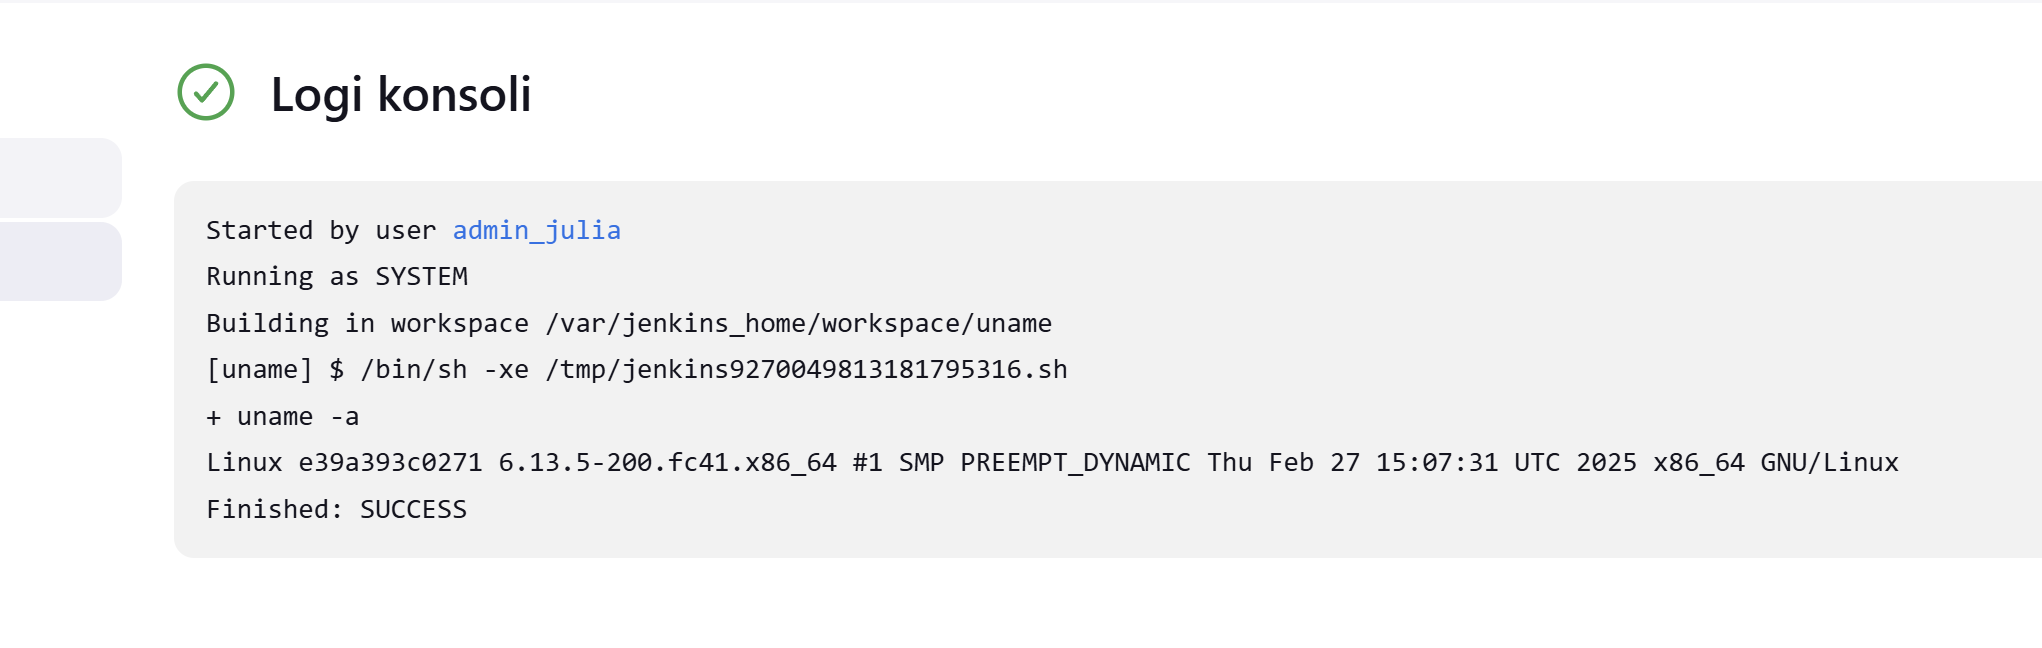 Logi konsoli
Started by user admin_julia
Running as SYSTEM
Building in workspace /var/jenkins_home/workspace/uname
[uname] $ /bin/sh -xe /tmp/jenkins9270049813181795316.sh
+ uname -a
Linux e39a393c0271 6.13.5-200.fc41.x86_64 #1 SMP PREEMPT_DYNAMIC Thu Feb 27 15:07:31 UTC 2025 x86_64 GNU/Linux
Finished: SUCCESS